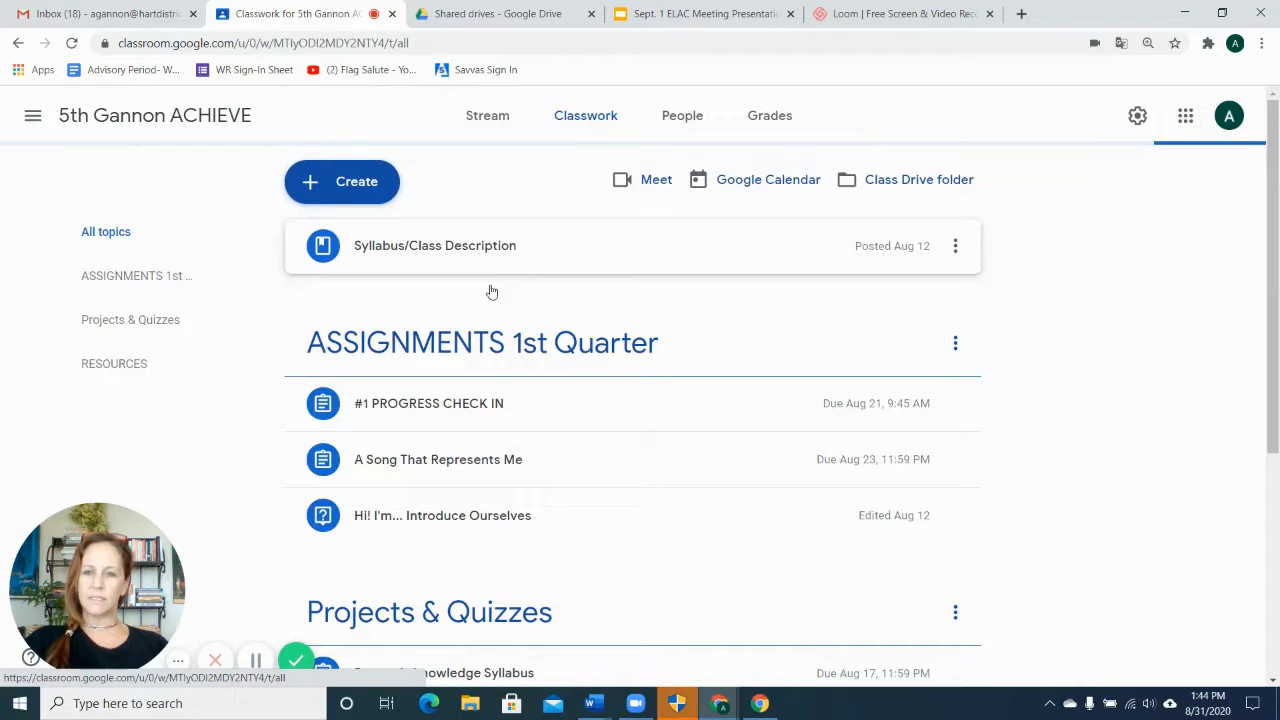 Inbox (916) - agannon@hartdistric
Classwork for 5th Gannon ACH
Shared drives - Google Drive
Sept. 1 ELAC Meeting Presentatio
Loom | Free Screen & Video Reco
classroom.google.com/u/0/w/MTIyODI2MDY2NTY4/t/all
A
Apps
Advisory Period- W...
WR Sign-In Sheet
(2) Flag Salute - Yo...
Savvas Sign In
5th Gannon ACHIEVE
Stream
Classwork
People
Grades
A
Create
Meet
Google Calendar
Class Drive folder
All topics
Syllabus/Class Description
Posted Aug 12
ASSIGNMENTS 1st ...
Projects & Quizzes
RESOURCES
ASSIGNMENTS 1st Quarter
#1 PROGRESS CHECK IN
Due Aug 21, 9:45 AM
A Song That Represents Me
Due Aug 23, 11:59 PM
Hi! I'm... Introduce Ourselves
Edited Aug 12
Projects & Quizzes
nowledge Syllabus
Due Aug 17, 11:59 PM
https://classroom.google.com/u/0/w/MTIyODI2MDY2NTY4/t/all
Type here to search
1:44 PM
8/31/2020